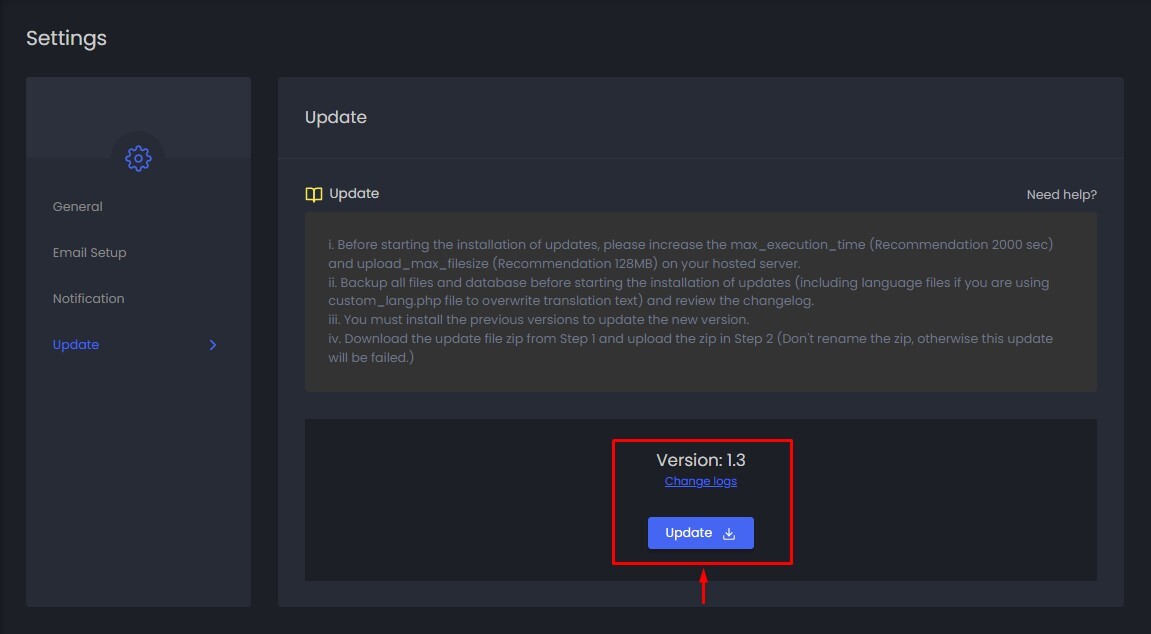 Settings
General
Email Setup
Notification
Update
Update
Update
Need help?
i. Before starting the installation of updates, please increase the max_execution_time (Recommendation 2000 sec)
and upload_max_filesize (Recommendation 128MB) on your hosted server.
ii. Backup all files and database before starting the installation of updates (including language files if you are using
custom_lang.php file to overwrite translation text) and review the changelog.
iii. You must install the previous versions to update the new version.
iv. Download the update file zip from Step 1 and upload the zip in Step 2 (Don't rename the zip, otherwise this update
will be failed.)
Version: 1.3
Change logs
Update